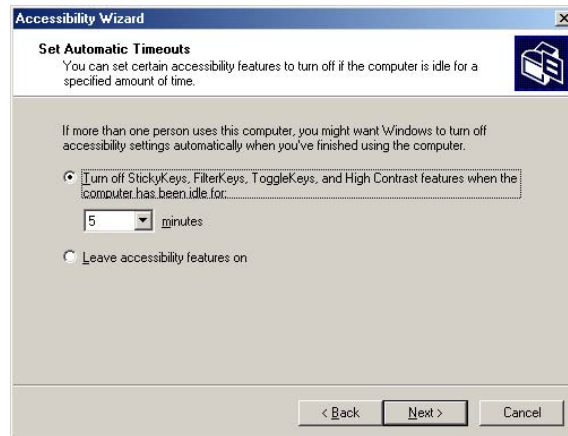 Accessibility Wizard
Set Automatic Timeouts
You can set certain accessibility features to turn off if the computer is idle for a
specified amount of time.
If more than one person uses this computer, you might want Windows to turn off
accessibility settings automatically when you've finished using the computer.
Turn off StickyKeys, FilterKeys, ToggleKeys, and High Contrast features when the
computer has been idle for:
5 minutes
Leave accessibility features on
< Back Next > Cancel